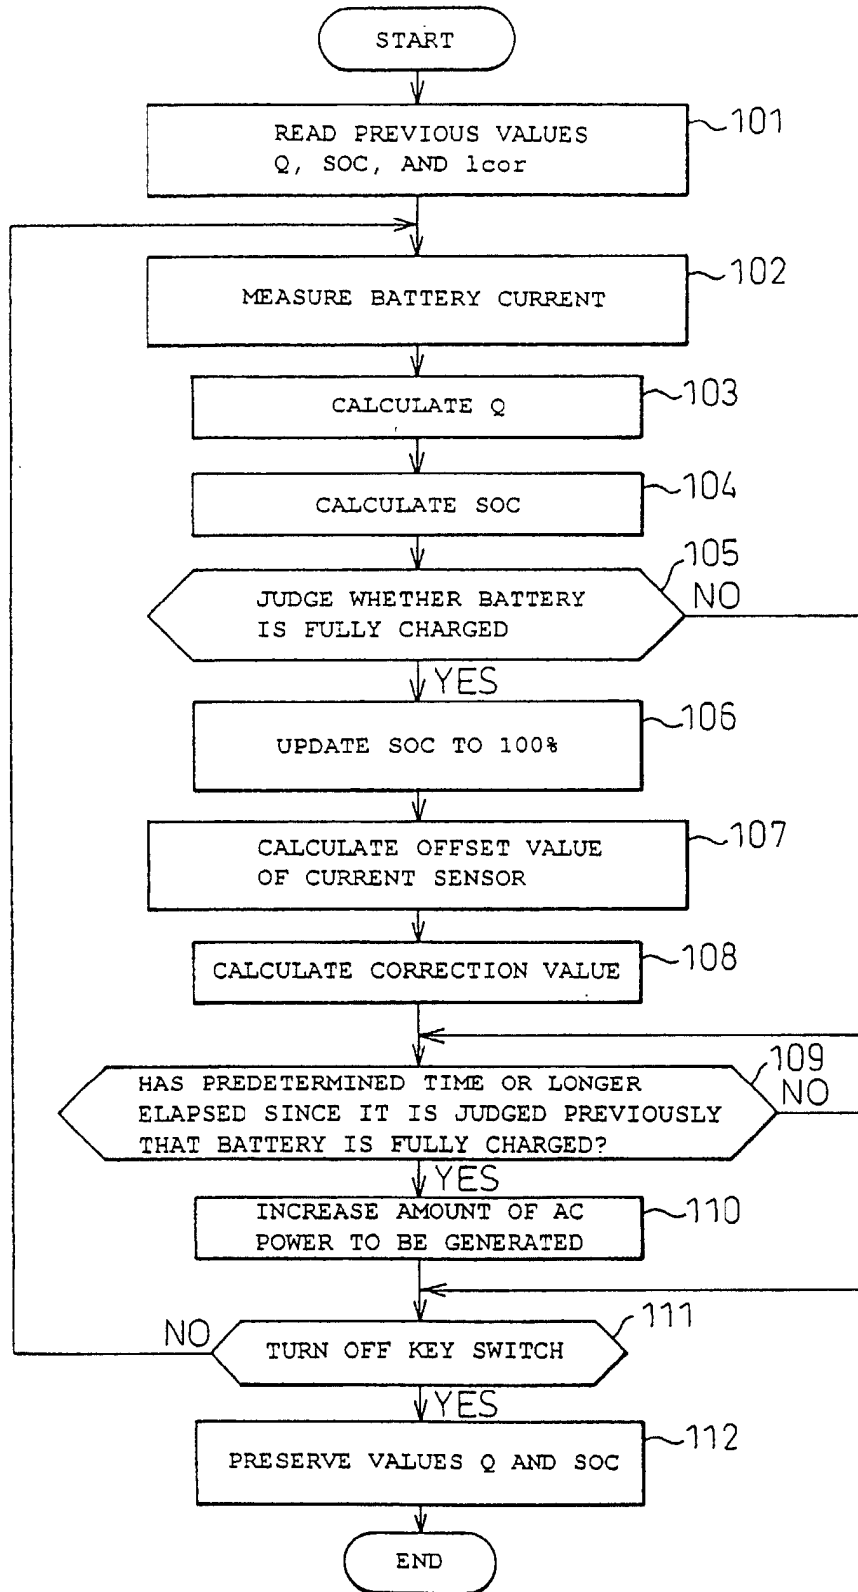 START
READ PREVIOUS VALUES
Q, SOC, AND lcor
101
MEASURE BATTERY CURRENT
102
CALCULATE Q
103
CALCULATE SOC
104
JUDGE WHETHER BATTERY
IS FULLY CHARGED
105
NO
YES
UPDATE SOC TO 100%
106
CALCULATE OFFSET VALUE
OF CURRENT SENSOR
107
CALCULATE CORRECTION VALUE
108
HAS PREDETERMINED TIME OR LONGER
ELAPSED SINCE IT IS JUDGED PREVIOUSLY
THAT BATTERY IS FULLY CHARGED?
109
NO
YES
INCREASE AMOUNT OF AC
POWER TO BE GENERATED
110
TURN OFF KEY SWITCH
111
NO
YES
PRESERVE VALUES Q AND SOC
112
END